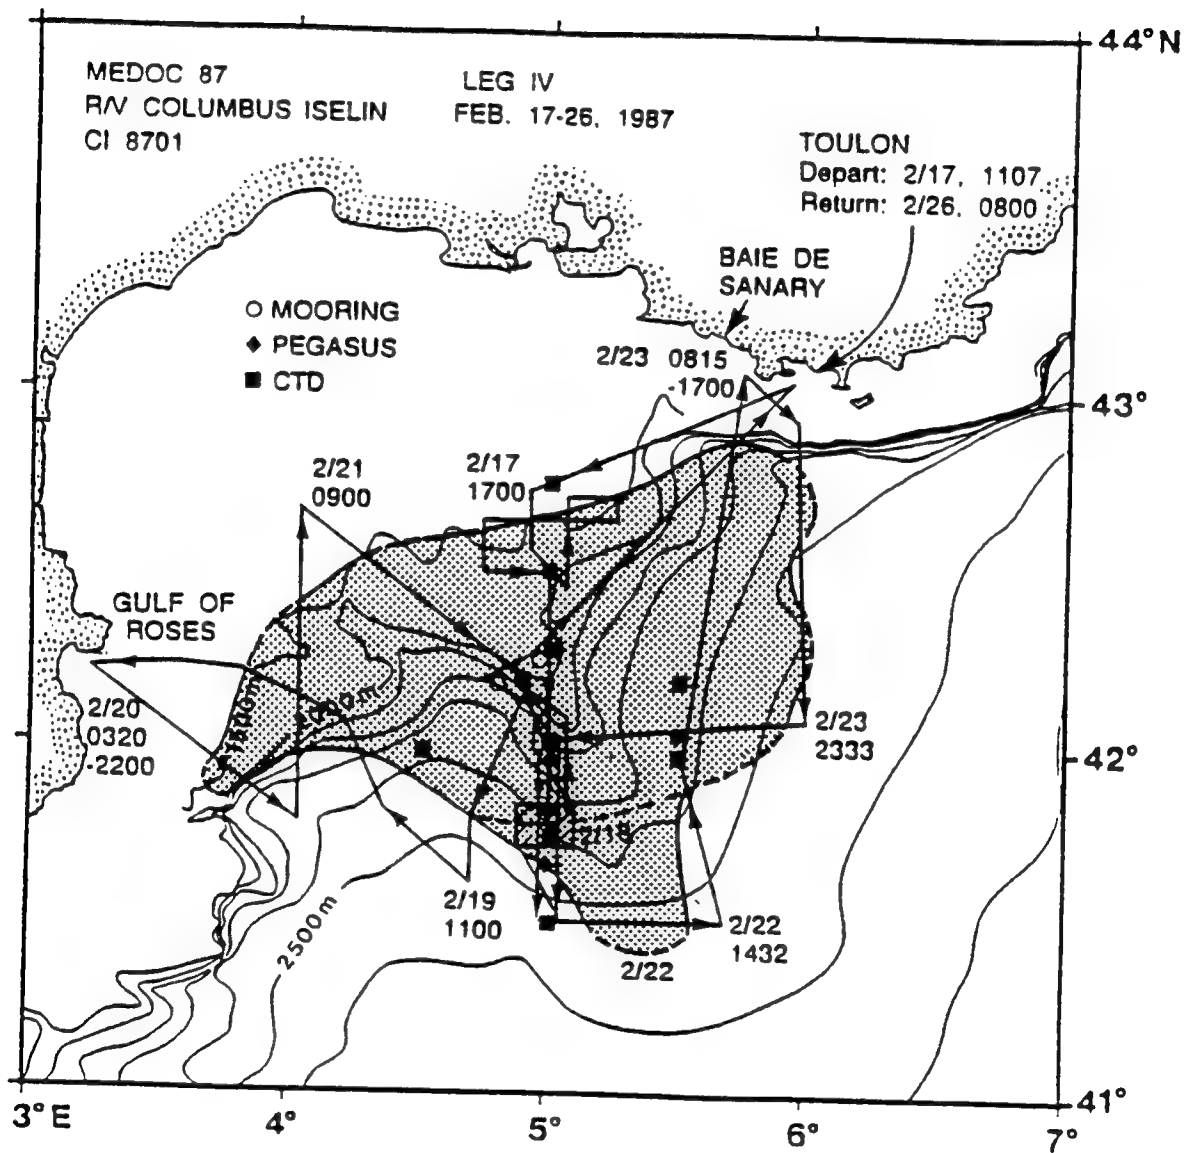 44°N
MEDOC 87 LEG IV
R/V COLUMBUS ISELIN FEB. 17-26, 1987
CI 8701
TOULON
Depart: 2/17, 1107
Return: 2/26, 0800
BAIE DE
SANARY
○ MOORING
◆ PEGASUS
■ CTD
2/23 0815
-1700
43°
2/21
0900
2/17
1700
GULF OF
ROSES
2/20
0320
-2200
1500m
2/23
2333
42°
2/18
2/19
1100
2500m
2/22
1432
2/22
41°
3°E
4°
5°
6°
7°